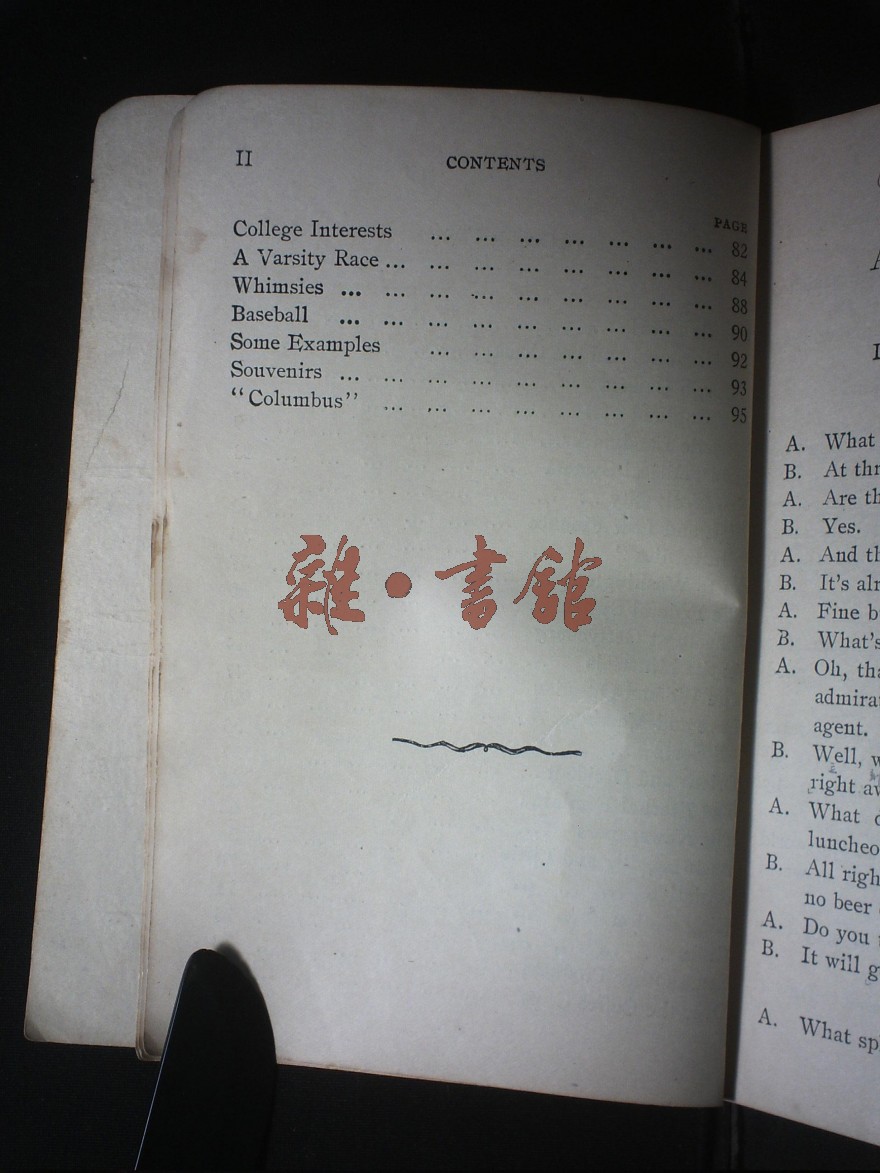 II CONTENTS
PAGE
College Interests ... ... ... ... ... ... ... 82
A Varsity Race ... ... ... ... ... ... ... ... 84
Whimsies ... ... ... ... ... ... ... ... ... 88
Baseball ... ... ... ... ... ... ... ... ... 90
Some Examples ... ... ... ... ... ... ... 92
Souvenirs ... ... ... ... ... ... ... ... ... 93
“Columbus” ... ... ... ... ... ... ... ... 95
雜·書館
A. What
B. At
A. Are
B. Yes.
A. And
B. It's
A. Fine
B. What's
A. Oh,
agent.
B. Well,
right
A. What
B. All
no beer
A. Do you
B. It will
A. What